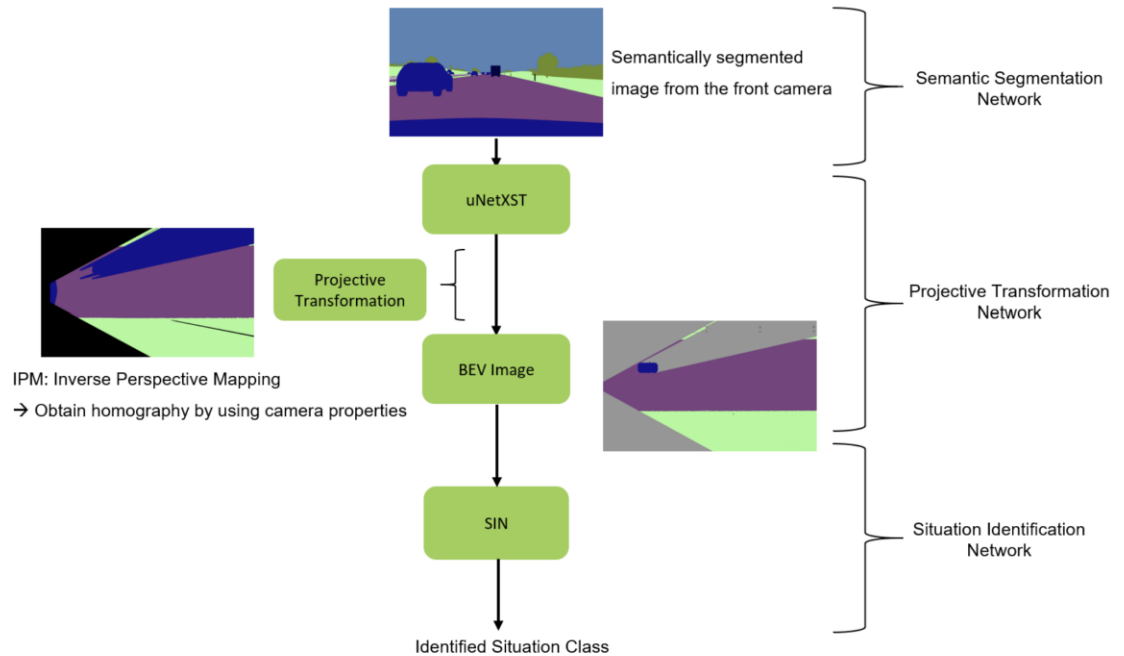 Semantically segmented
image from the front camera
Semantic Segmentation
Network
uNetXST
Projective
Transformation
Projective Transformation
Network
BEV Image
IPM: Inverse Perspective Mapping
→ Obtain homography by using camera properties
SIN
Situation Identification
Network
Identified Situation Class